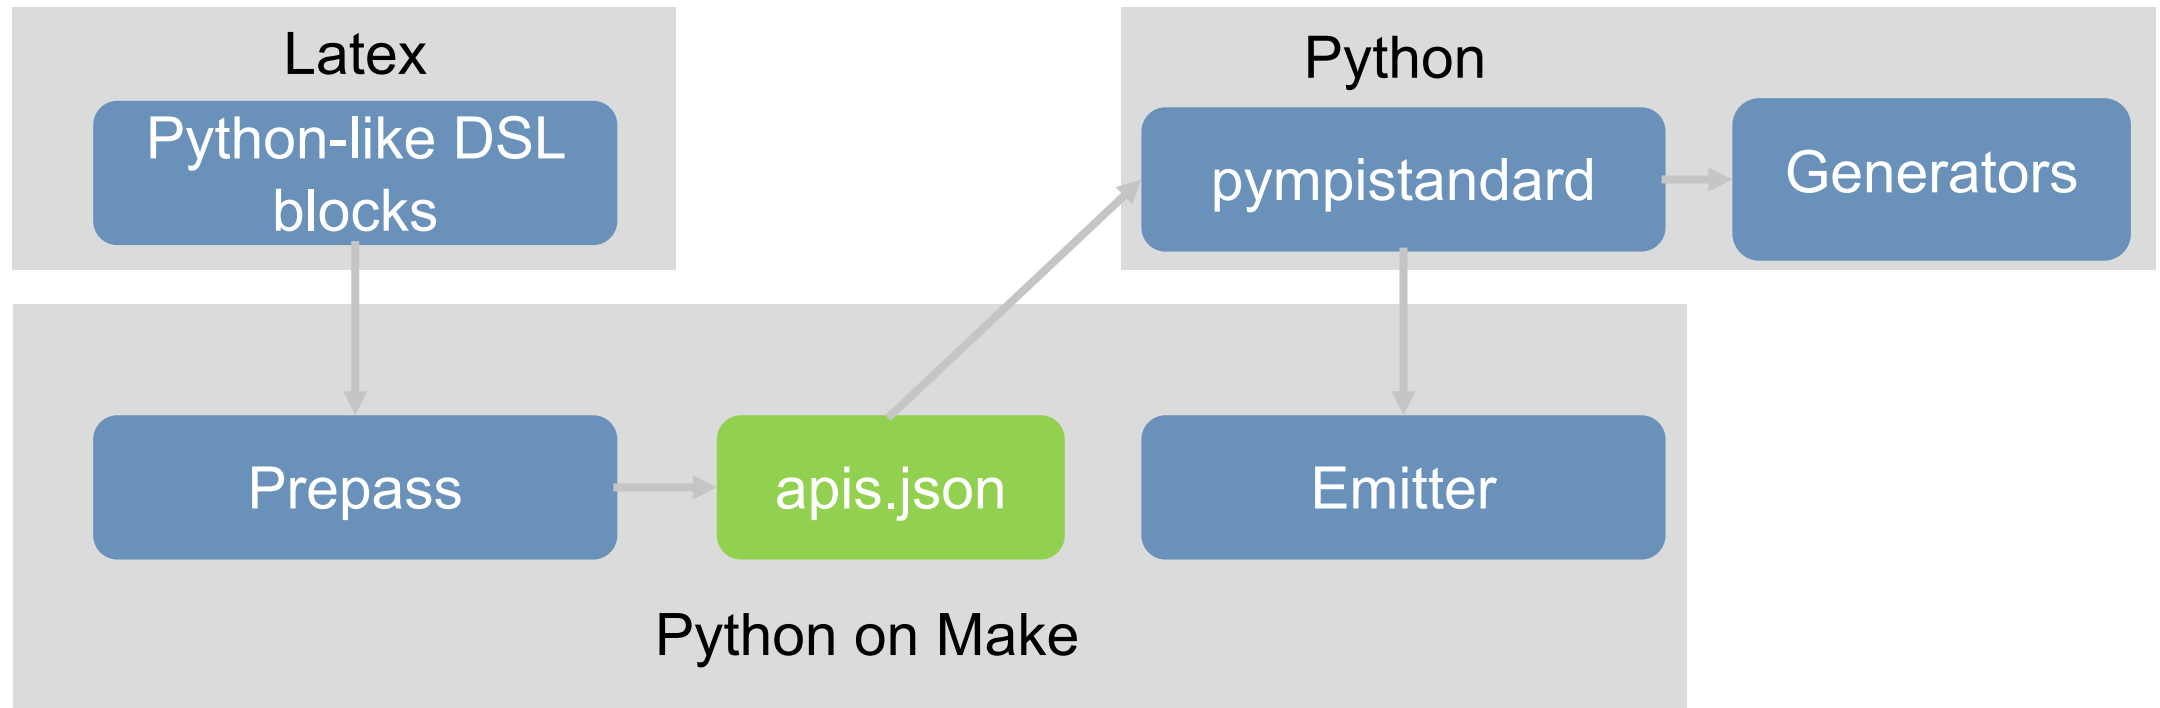 Latex
Python-like DSL
blocks
Python
pympistandard
Generators
Prepass
apis.json
Emitter
Python on Make